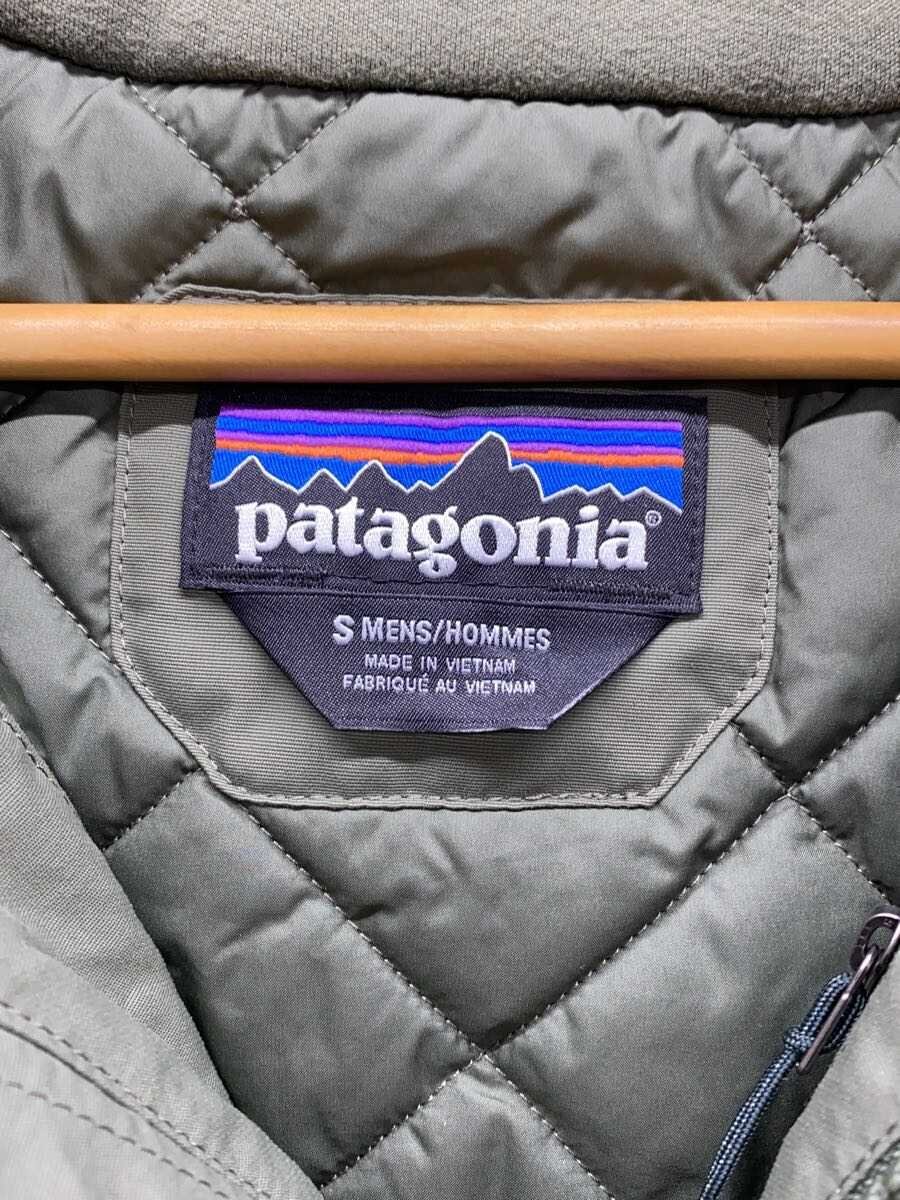 patagonia®
S MENS/HOMMES
MADE IN VIETNAM
FABRIQUÉ AU VIETNAM